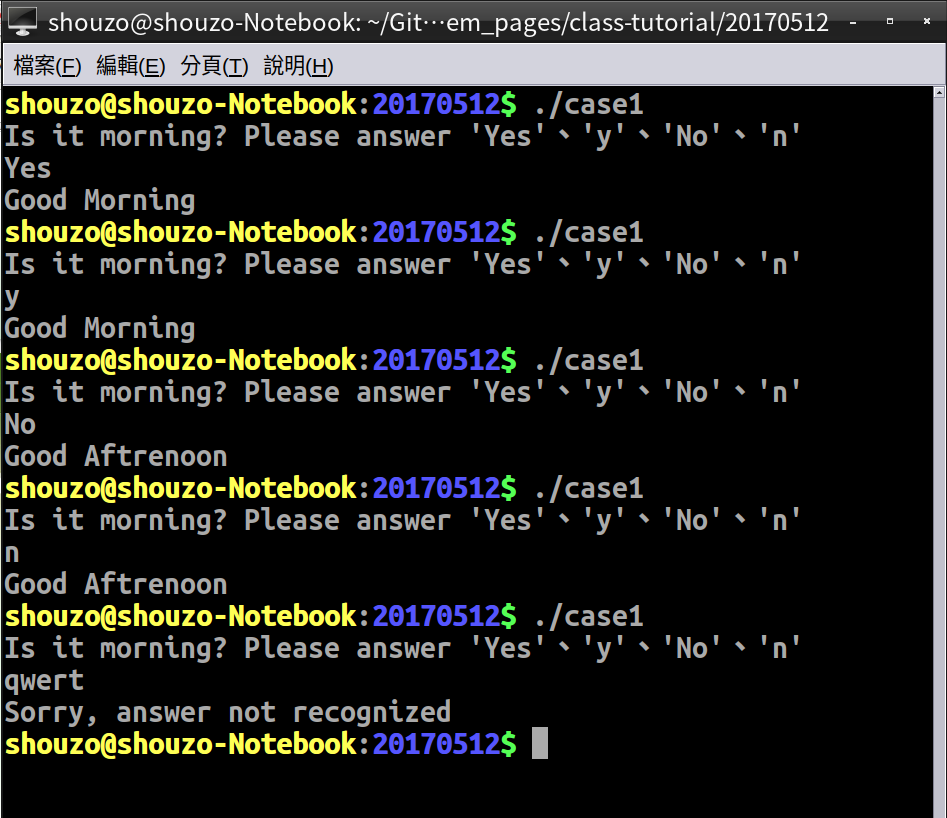 shouzo@shouzo-Notebook: ~/Git⋯em_pages/class-tutorial/20170512
檔案(F) 編輯(E) 分頁(T) 說明(H)
shouzo@shouzo-Notebook:20170512$ ./case1
Is it morning? Please answer 'Yes'、'y'、'No'、'n'
Yes
Good Morning
shouzo@shouzo-Notebook:20170512$ ./case1
Is it morning? Please answer 'Yes'、'y'、'No'、'n'
y
Good Morning
shouzo@shouzo-Notebook:20170512$ ./case1
Is it morning? Please answer 'Yes'、'y'、'No'、'n'
No
Good Aftrenoon
shouzo@shouzo-Notebook:20170512$ ./case1
Is it morning? Please answer 'Yes'、'y'、'No'、'n'
n
Good Aftrenoon
shouzo@shouzo-Notebook:20170512$ ./case1
Is it morning? Please answer 'Yes'、'y'、'No'、'n'
qwert
Sorry, answer not recognized
shouzo@shouzo-Notebook:20170512$